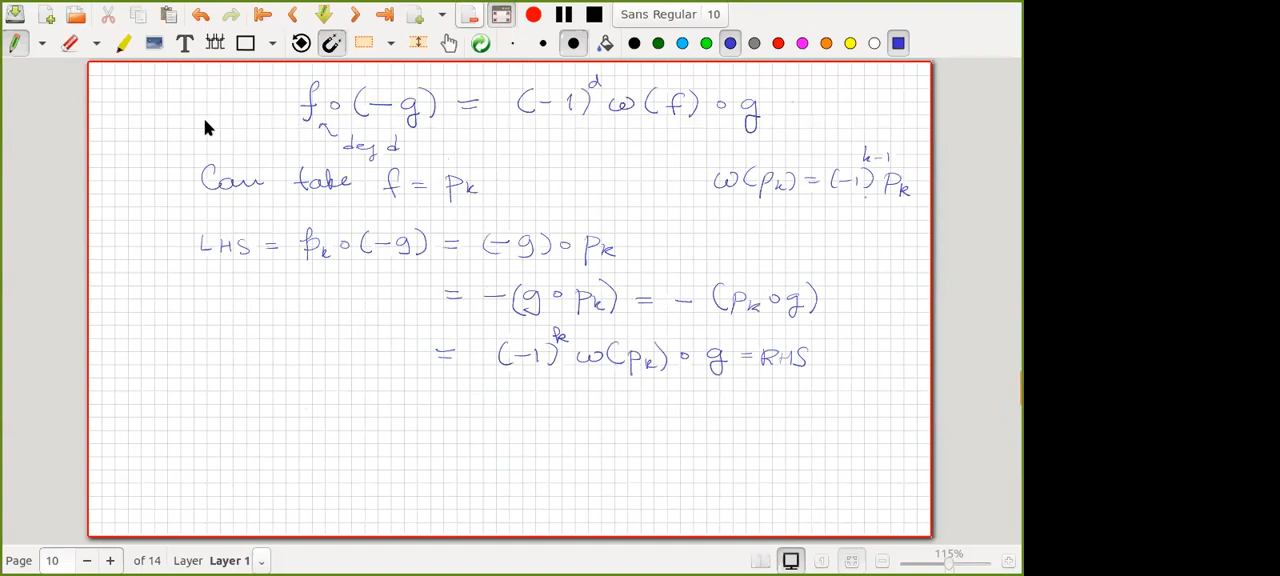 Sans Regular 10
f ∘ (−g) = (−1)^d ω(f) ∘ g
deg d
Can take f = p_k
ω(p_k) = (−1)^{k−1} p_k
LHS = p_k ∘ (−g) = (−g) ∘ p_k
= −(g ∘ p_k) = − (p_k ∘ g)
= (−1)^k ω(p_k) ∘ g = RHS
Page 10 of 14 Layer Layer 1 115%